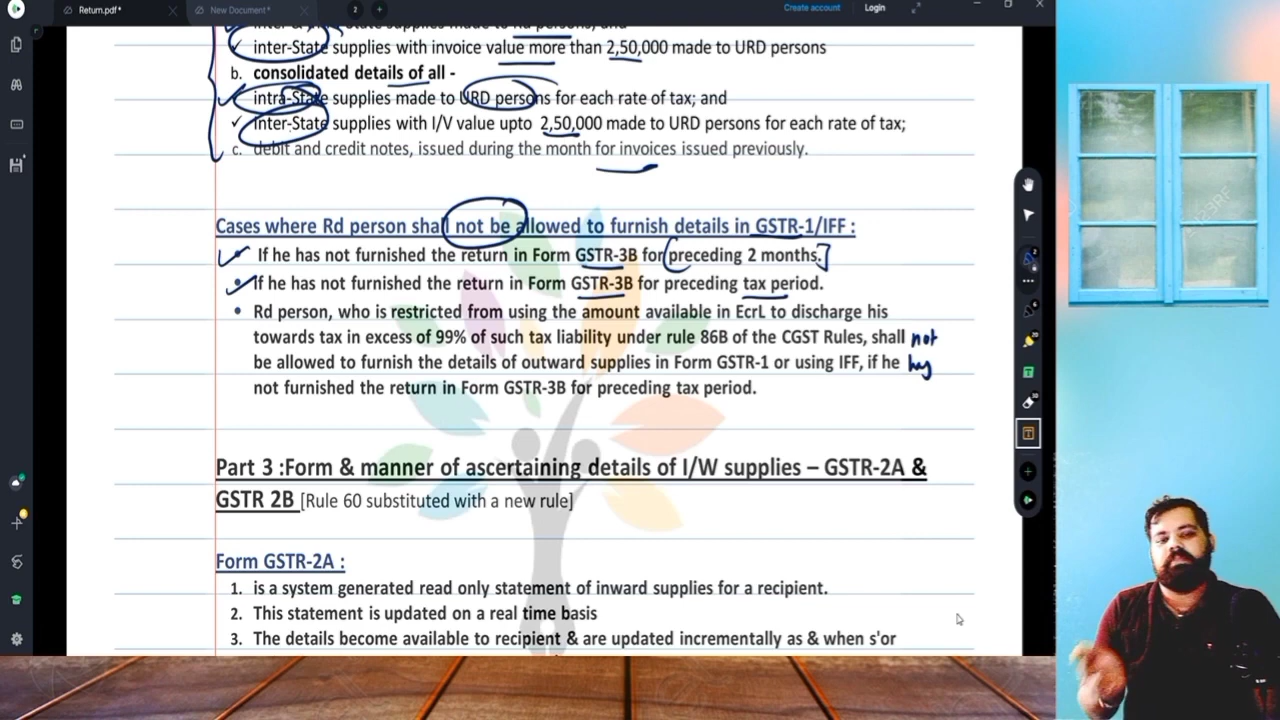 Return.pdf*
New Document*
2
Create account
Login
inter-State supplies with invoice value more than 2,50,000 made to URD persons
b. consolidated details of all -
intra-State supplies made to URD persons for each rate of tax; and
inter-State supplies with I/V value upto 2,50,000 made to URD persons for each rate of tax;
c. debit and credit notes, issued during the month for invoices issued previously.
Cases where Rd person shall not be allowed to furnish details in GSTR-1/IFF :
If he has not furnished the return in Form GSTR-3B for preceding 2 months.
If he has not furnished the return in Form GSTR-3B for preceding tax period.
Rd person, who is restricted from using the amount available in EcrL to discharge his
towards tax in excess of 99% of such tax liability under rule 86B of the CGST Rules, shall not
be allowed to furnish the details of outward supplies in Form GSTR-1 or using IFF, if he has
not furnished the return in Form GSTR-3B for preceding tax period.
Part 3 :Form & manner of ascertaining details of I/W supplies – GSTR-2A &
GSTR 2B [Rule 60 substituted with a new rule]
Form GSTR-2A :
1. is a system generated read only statement of inward supplies for a recipient.
2. This statement is updated on a real time basis
3. The details become available to recipient & are updated incrementally as & when s'or